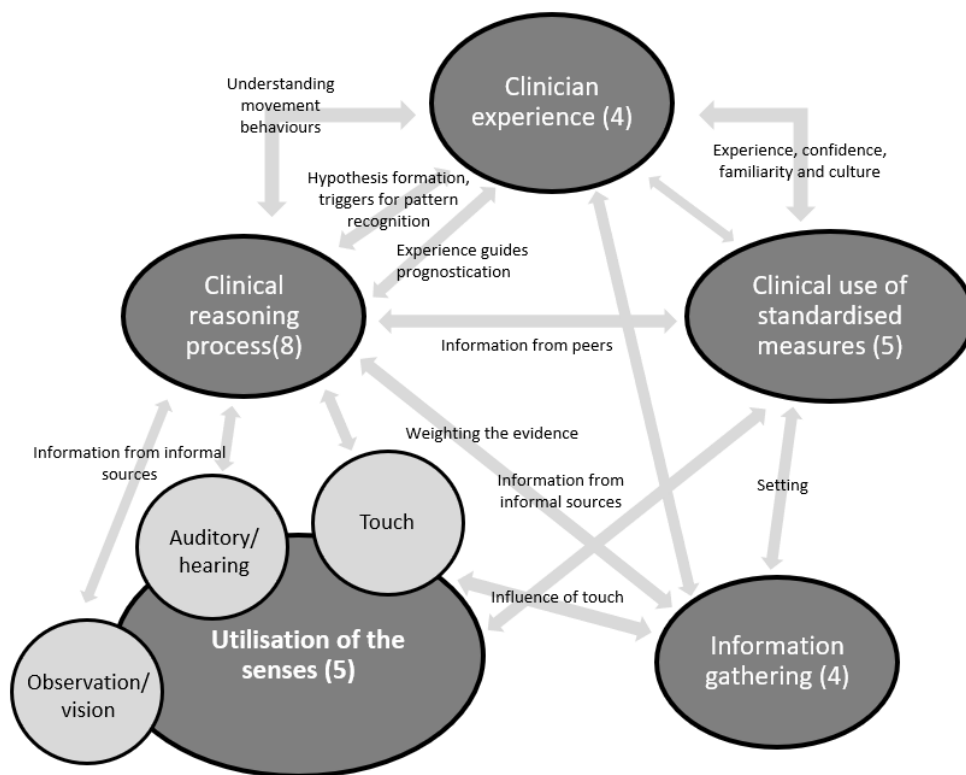 Understanding
movement
behaviours
Clinician
experience (4)
Experience, confidence,
familiarity and culture
Hypothesis formation,
triggers for pattern
recognition
Experience guides
prognostication
Clinical
reasoning
process(8)
Clinical use of
standardised
measures (5)
Information from peers
Information from informal
sources
Weighting the evidence
Information from
informal sources
Setting
Touch
Auditory/
hearing
Influence of touch
Utilisation of the
senses (5)
Information
gathering (4)
Observation/
vision